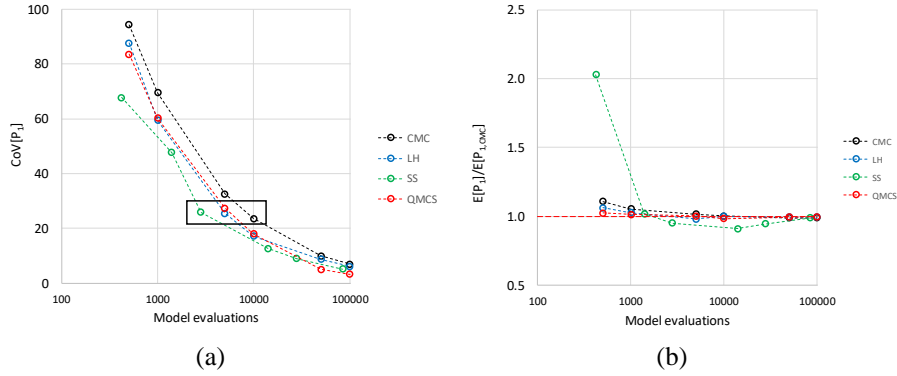 100
80
60
40
20
0
CoV[P1]
100
1000
10000
100000
Model evaluations
CMC
LH
SS
QMCS
(a)
2.5
2.0
1.5
1.0
0.5
E[P1]/E[P1,CMC]
100
1000
10000
100000
Model evaluations
CMC
LH
SS
QMCS
(b)